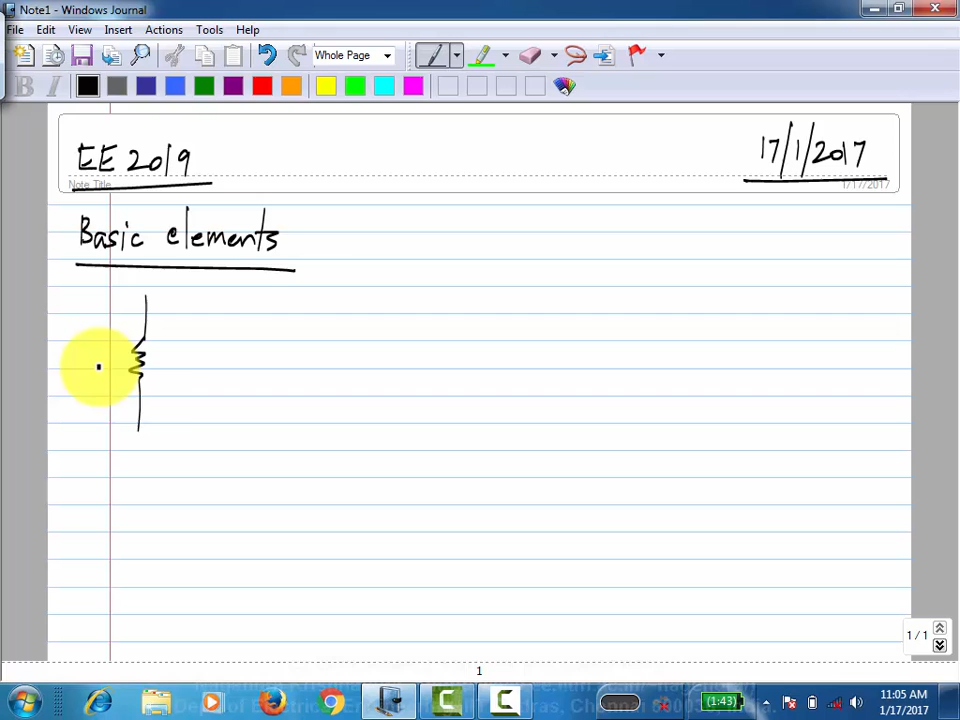 Note1 - Windows Journal
File Edit View Insert Actions Tools Help
Whole Page
B I
EE 2019
17/1/2017
Note Title
1/17/2017
Basic elements
1 / 1
1
(1:43)
11:05 AM
1/17/2017